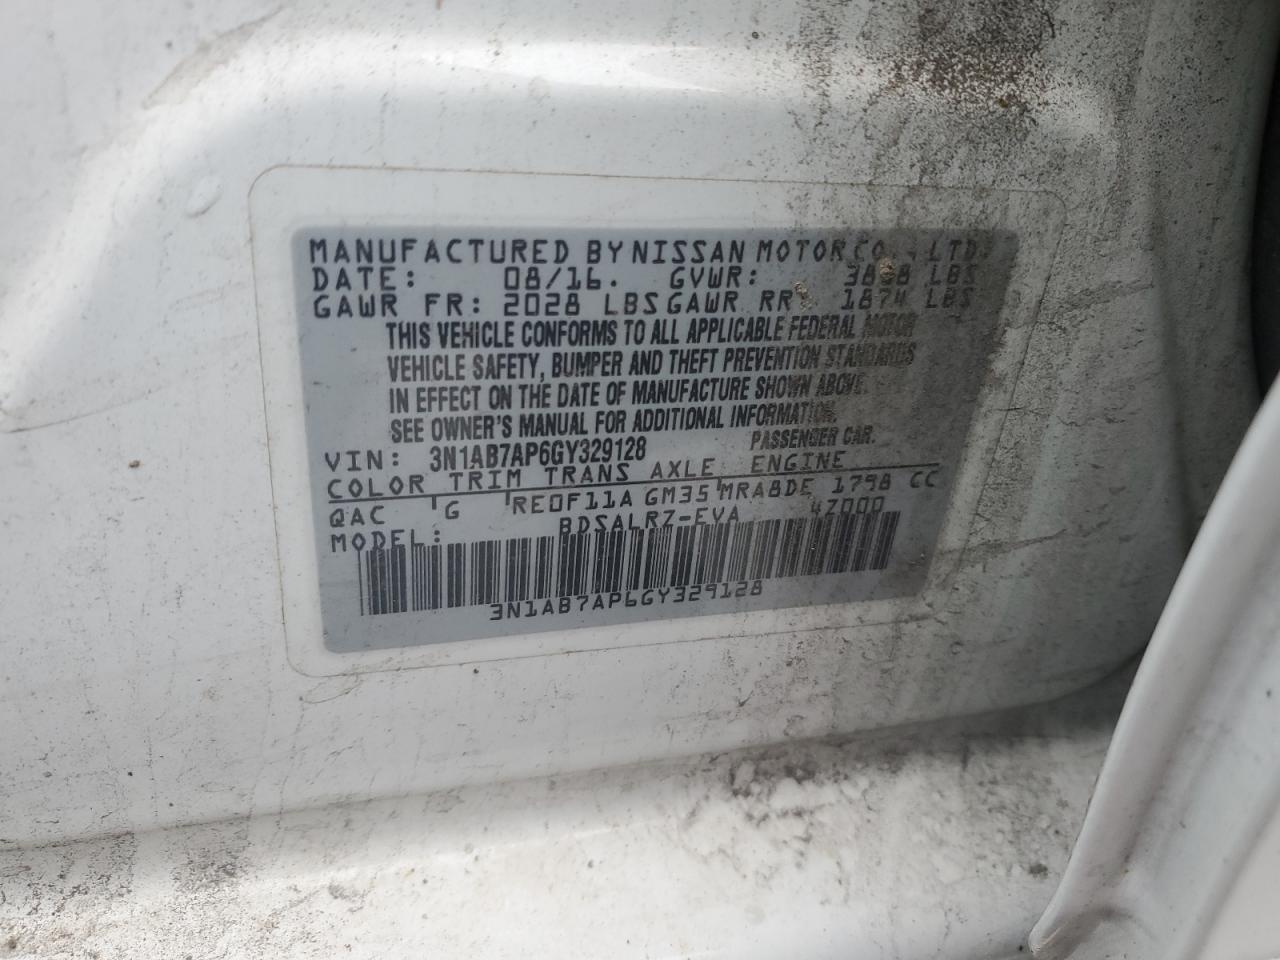 MANUFACTURED BY NISSAN MOTOR CO., LTD.
DATE: 08/16. GVWR: LBS
GAWR FR: 2028 LBS GAWR RR: 1874 LBS
THIS VEHICLE CONFORMS TO ALL APPLICABLE FEDERAL MOTOR
VEHICLE SAFETY, BUMPER AND THEFT PREVENTION STANDARDS
IN EFFECT ON THE DATE OF MANUFACTURE SHOWN ABOVE.
SEE OWNER'S MANUAL FOR ADDITIONAL INFORMATION.
VIN: 3N1AB7AP6GY329128 PASSENGER CAR.
COLOR TRIM TRANS AXLE ENGINE
QAC G RE0F11A GM35 MRA8DE 1798 CC
MODEL: BDSALRZ-EVA 4Z000
3N1AB7AP6GY329128